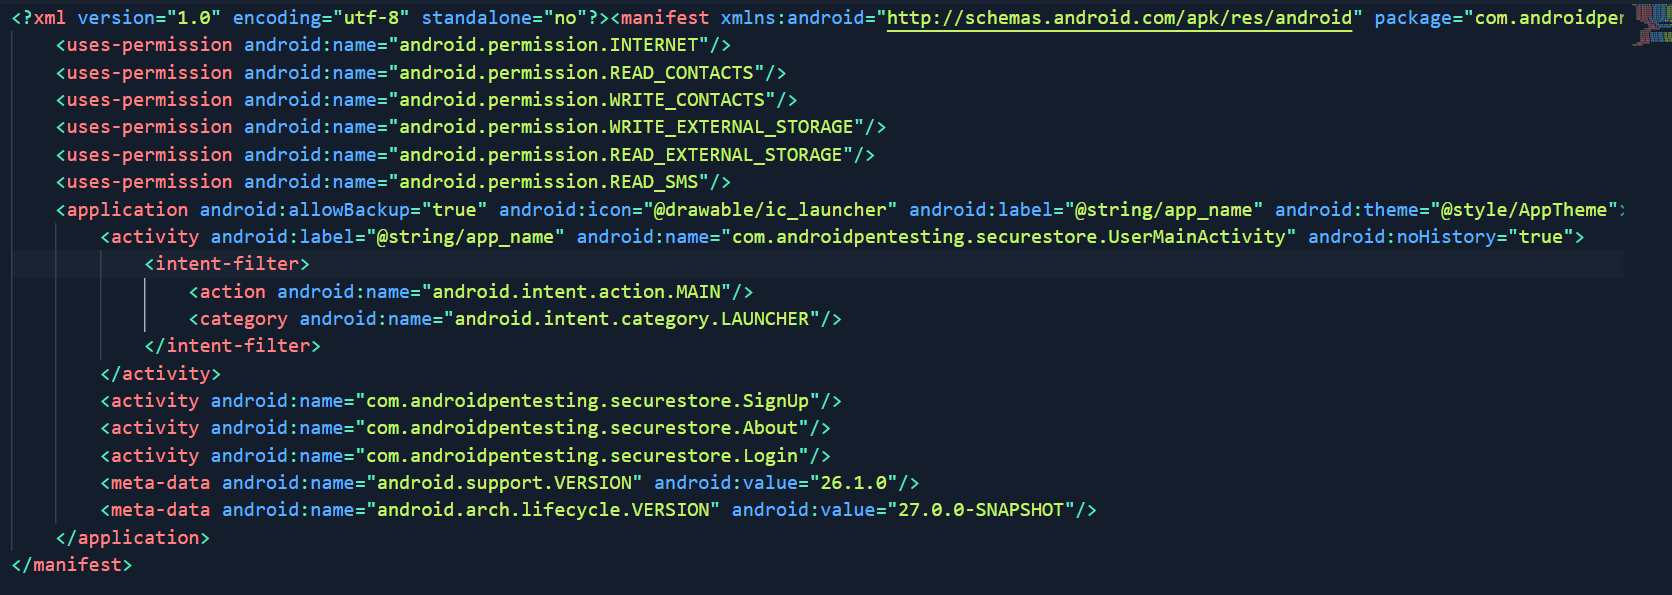 <?xml version="1.0" encoding="utf-8" standalone="no"?><manifest xmlns:android="http://schemas.android.com/apk/res/android" package="com.androidper
    <uses-permission android:name="android.permission.INTERNET"/>
    <uses-permission android:name="android.permission.READ_CONTACTS"/>
    <uses-permission android:name="android.permission.WRITE_CONTACTS"/>
    <uses-permission android:name="android.permission.WRITE_EXTERNAL_STORAGE"/>
    <uses-permission android:name="android.permission.READ_EXTERNAL_STORAGE"/>
    <uses-permission android:name="android.permission.READ_SMS"/>
    <application android:allowBackup="true" android:icon="@drawable/ic_launcher" android:label="@string/app_name" android:theme="@style/AppTheme">
        <activity android:label="@string/app_name" android:name="com.androidpentesting.securestore.UserMainActivity" android:noHistory="true">
            <intent-filter>
                <action android:name="android.intent.action.MAIN"/>
                <category android:name="android.intent.category.LAUNCHER"/>
            </intent-filter>
        </activity>
        <activity android:name="com.androidpentesting.securestore.SignUp"/>
        <activity android:name="com.androidpentesting.securestore.About"/>
        <activity android:name="com.androidpentesting.securestore.Login"/>
        <meta-data android:name="android.support.VERSION" android:value="26.1.0"/>
        <meta-data android:name="android.arch.lifecycle.VERSION" android:value="27.0.0-SNAPSHOT"/>
    </application>
</manifest>